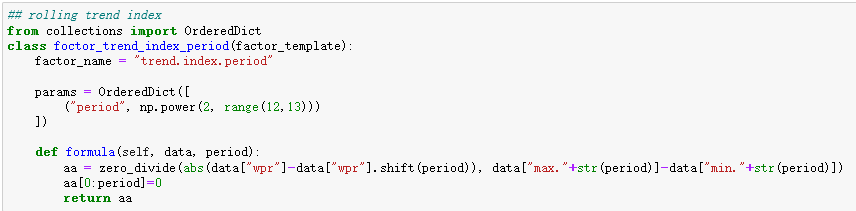 ## rolling trend index
from collections import OrderedDict
class foctor_trend_index_period(factor_template):
    factor_name = "trend.index.period"
    params = OrderedDict([
        ("period", np.power(2, range(12,13)))
    ])
    def formula(self, data, period):
        aa = zero_divide(abs(data["wpr"]-data["wpr"].shift(period)), data["max."+str(period)]-data["min."+str(period)])
        aa[0:period]=0
        return aa